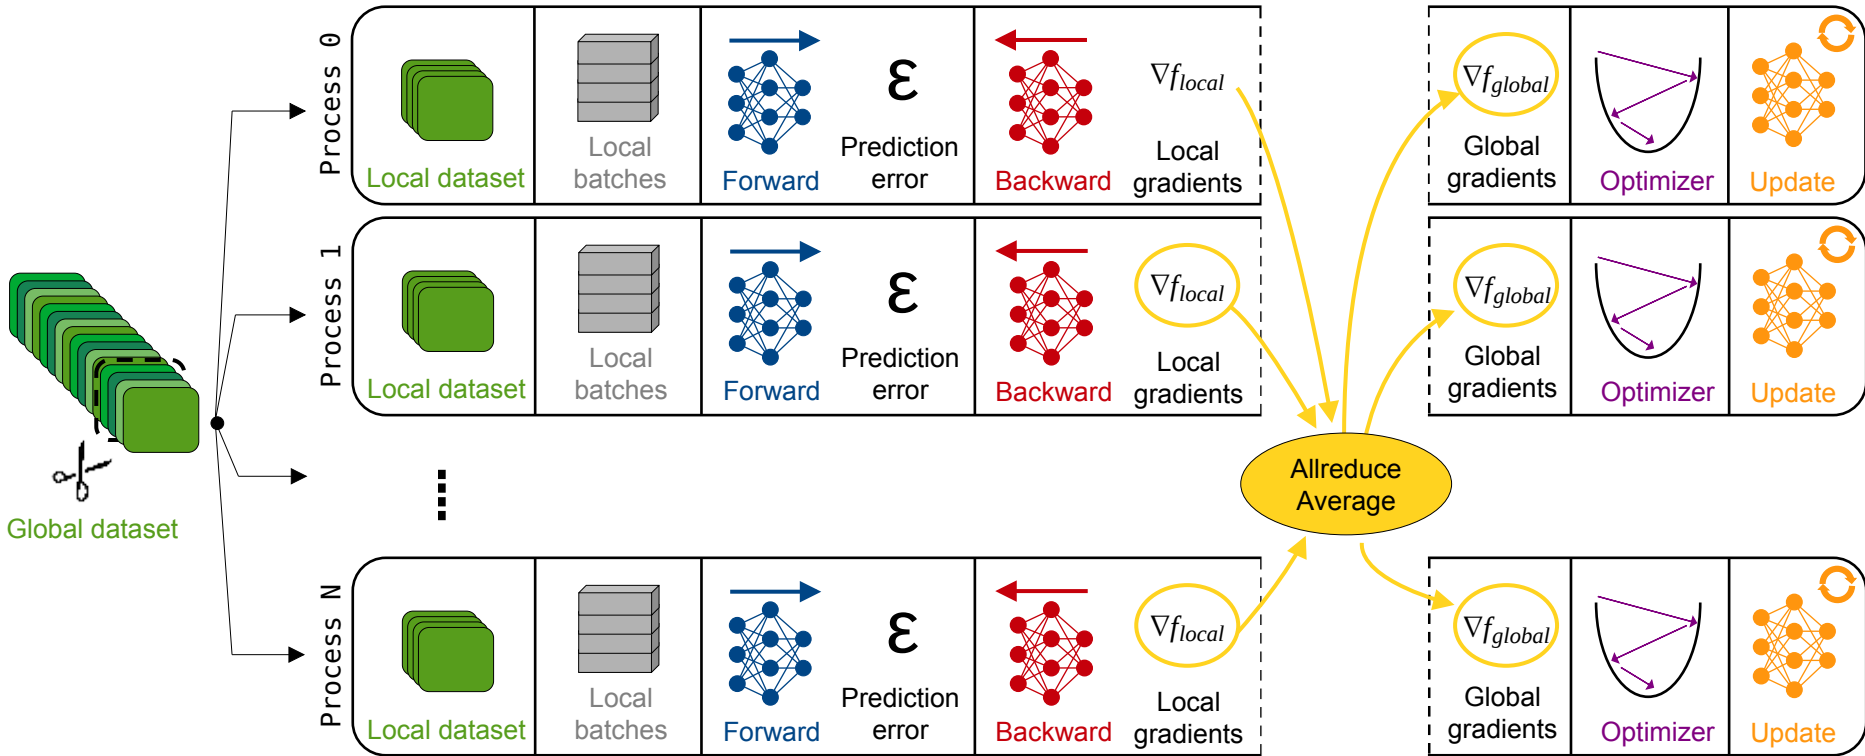 Process 0
Local dataset
Local
batches
Forward
ε
Prediction
error
Backward
∇f_local
Local
gradients
∇f_global
Global
gradients
Optimizer
Update
Process 1
Local dataset
Local
batches
Forward
ε
Prediction
error
Backward
∇f_local
Local
gradients
∇f_global
Global
gradients
Optimizer
Update
Global dataset
Allreduce
Average
Process N
Local dataset
Local
batches
Forward
ε
Prediction
error
Backward
∇f_local
Local
gradients
∇f_global
Global
gradients
Optimizer
Update